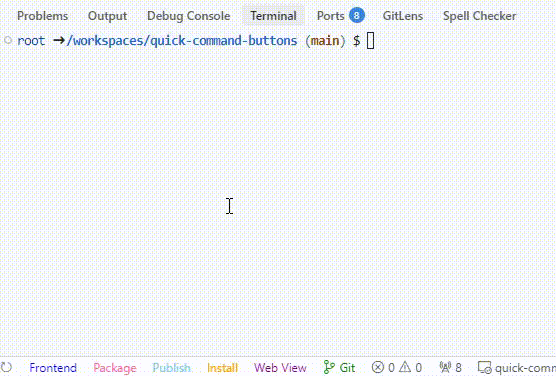 Problems Output Debug Console Terminal Ports 8 GitLens Spell Checker
root ➜/workspaces/quick-command-buttons (main) $
Frontend Package Publish Install Web View Git 0 0 8 quick-comm